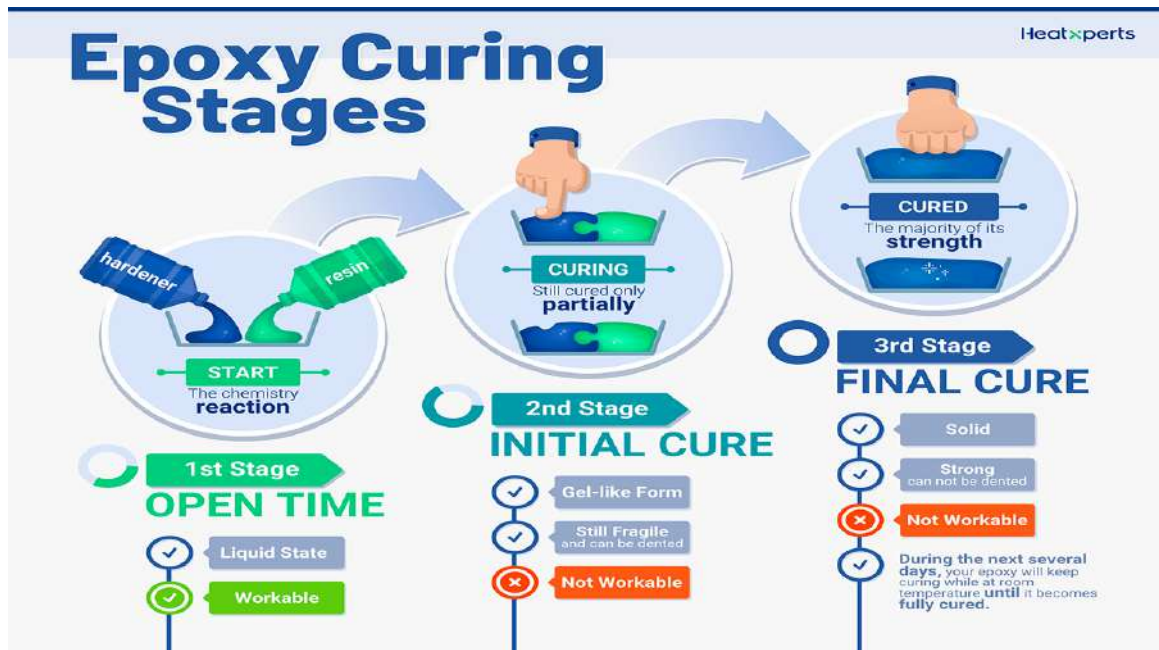 Heatxperts
Epoxy Curing
Stages
hardener
resin
START
The chemistry
reaction
1st Stage
OPEN TIME
Liquid State
Workable
CURING
Still cured only
partially
2nd Stage
INITIAL CURE
Gel-like Form
Still Fragile
and can be dented
Not Workable
CURED
The majority of its
strength
3rd Stage
FINAL CURE
Solid
Strong
can not be dented
Not Workable
During the next several
days, your epoxy will keep
curing while at room
temperature until it becomes
fully cured.